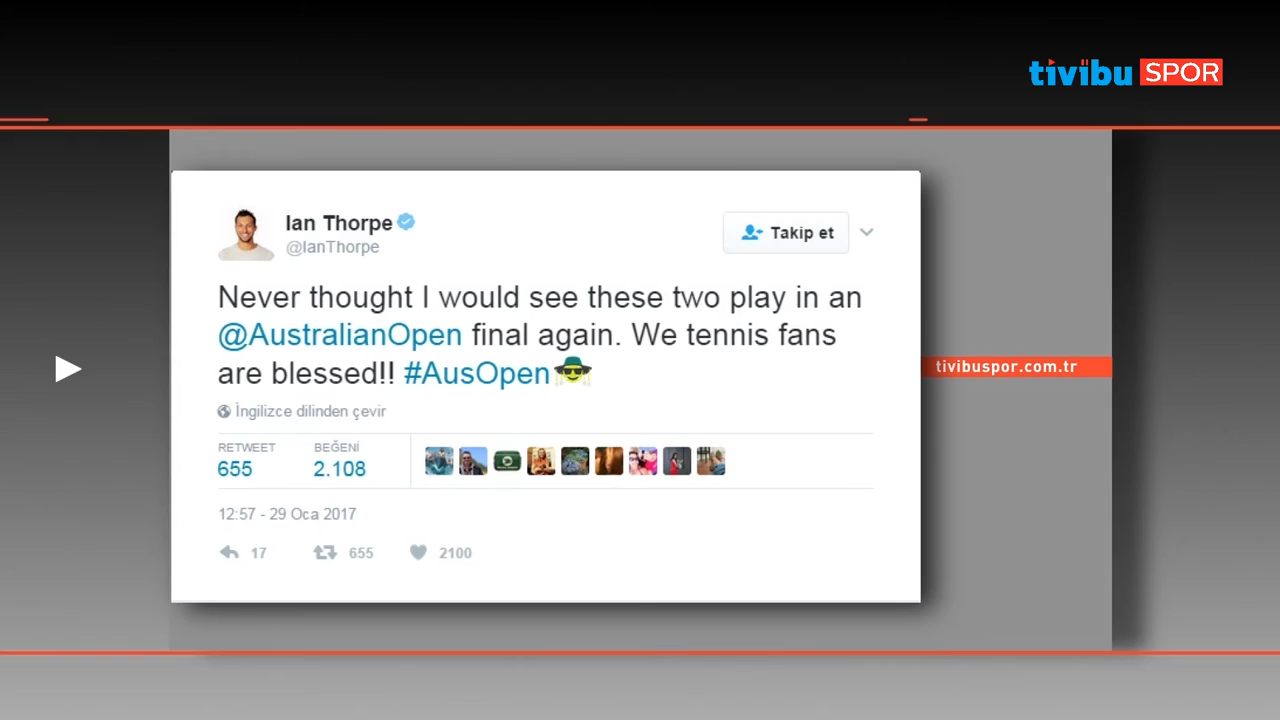 tivibu SPOR
Ian Thorpe
@IanThorpe
Takip et
Never thought I would see these two play in an
@AustralianOpen final again. We tennis fans
are blessed!! #AusOpen
tivibuspor.com.tr
İngilizce dilinden çevir
RETWEET BEĞENİ
655 2.108
12:57 - 29 Oca 2017
17 655 2100